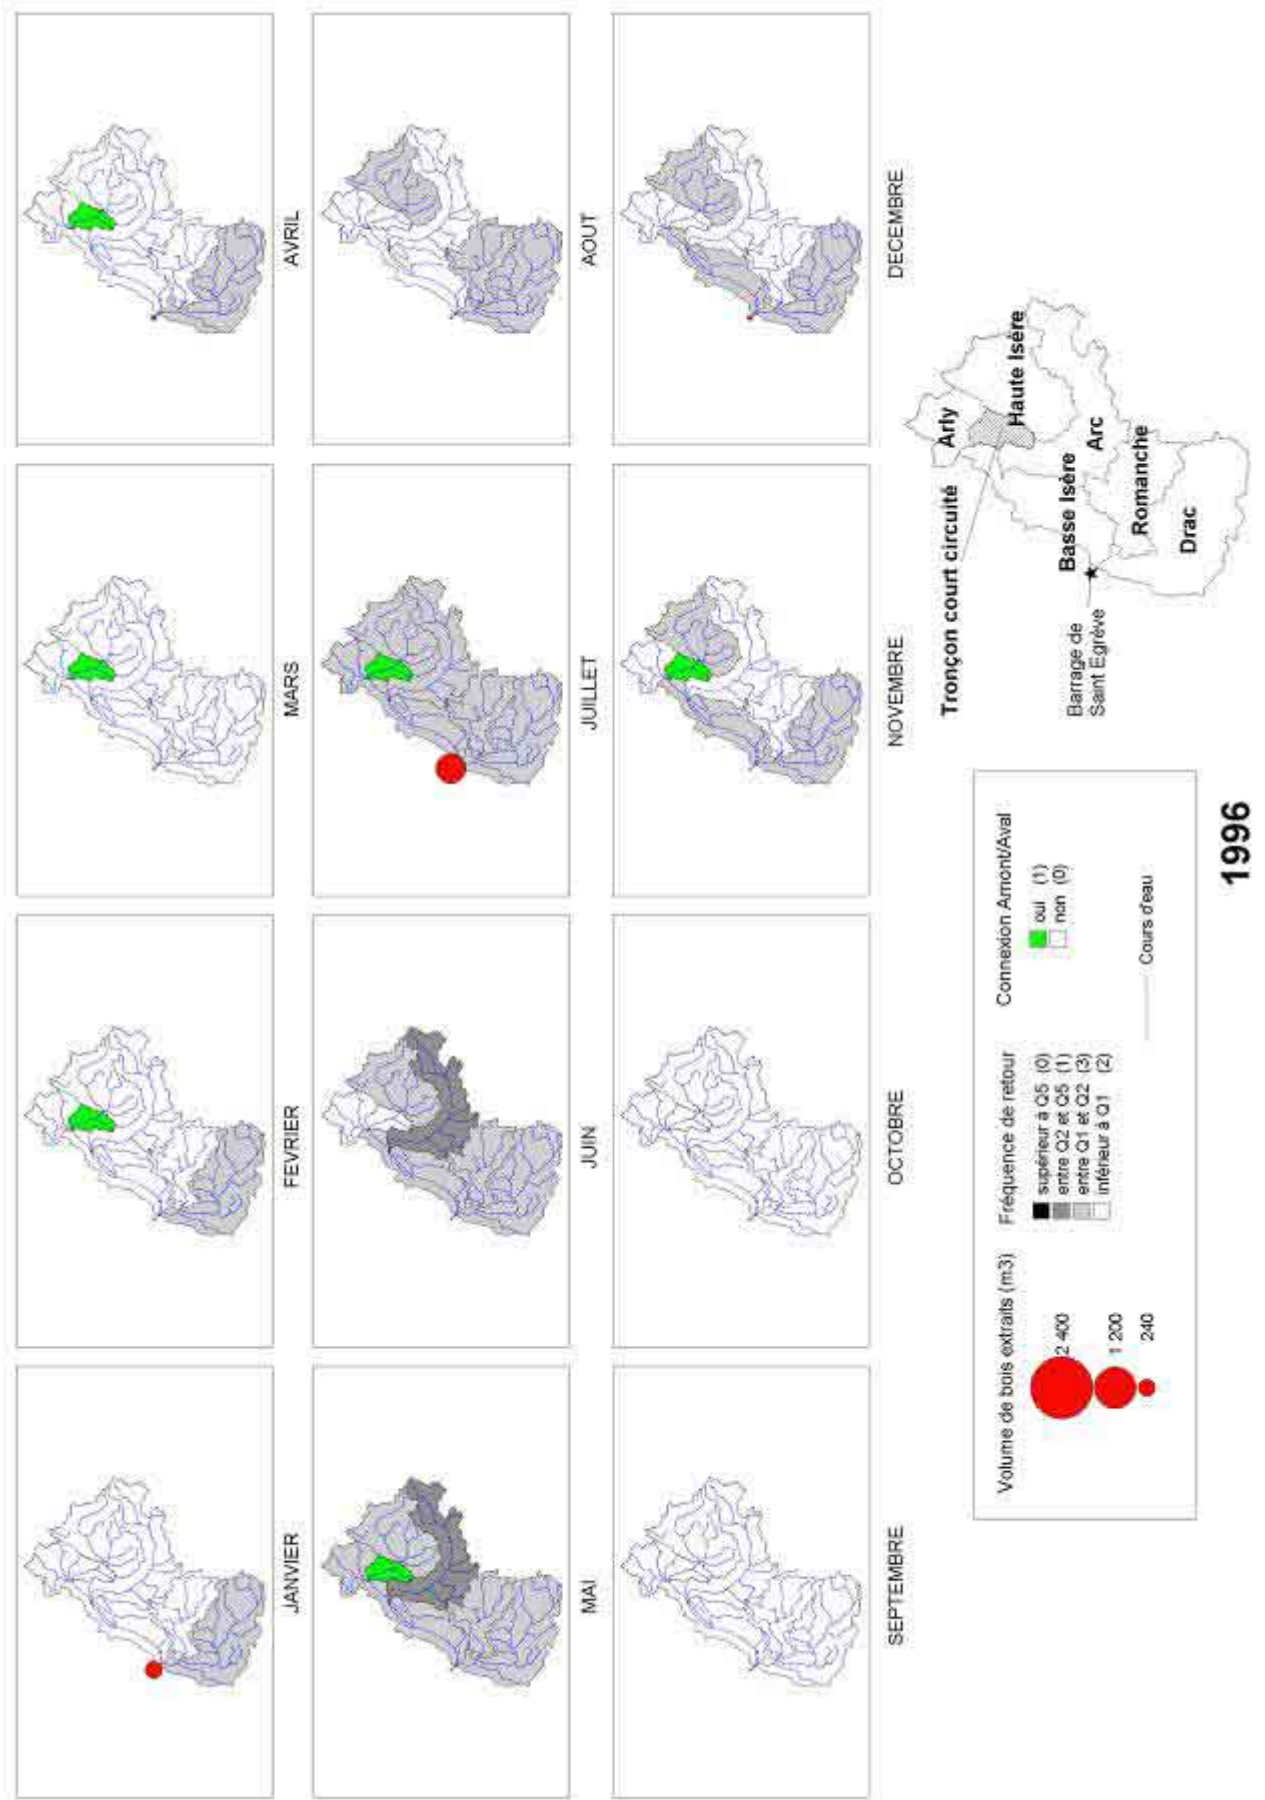 JANVIER
FEVRIER
MARS
AVRIL
MAI
JUIN
JUILLET
AOUT
SEPTEMBRE
OCTOBRE
NOVEMBRE
DECEMBRE
Volume de bois extraits (m3)
2 400
1 200
240
Fréquence de retour
supérieur à Q5 (0)
entre Q2 et Q5 (1)
entre Q1 et Q2 (3)
inférieur à Q1 (2)
Connexion Amont/Aval
oui (1)
non (0)
Cours d'eau
Tronçon court circuité
Barrage de
Saint Egrève
Arly
Haute Isère
Basse Isère
Arc
Romanche
Drac
1996